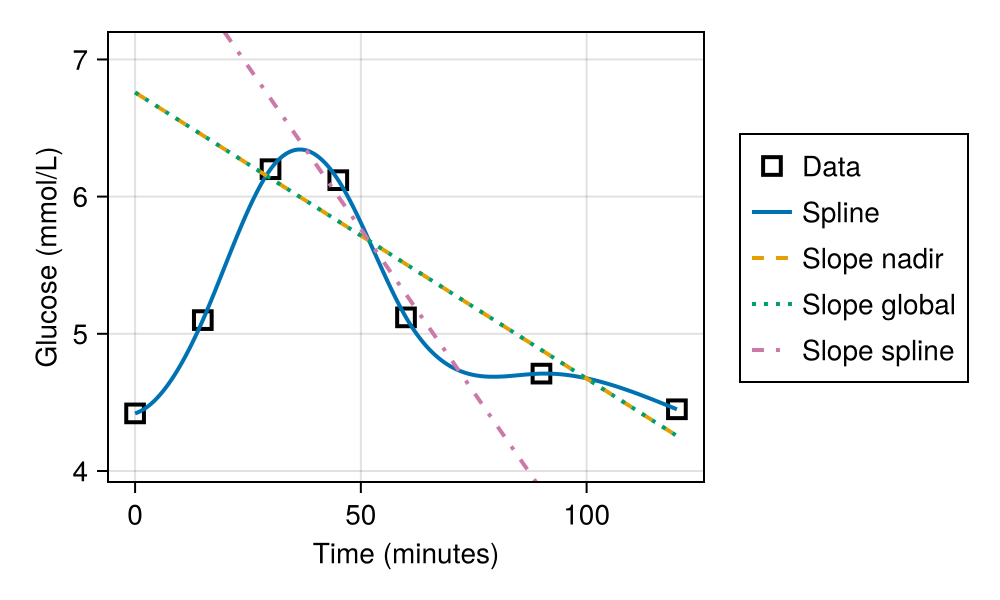 7
6
5
4
Glucose (mmol/L)
0 50 100
Time (minutes)
Data
Spline
Slope nadir
Slope global
Slope spline